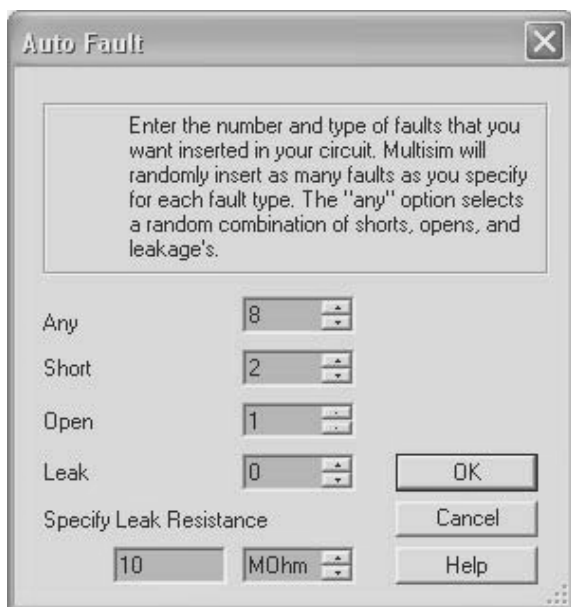 Auto Fault
Enter the number and type of faults that you
want inserted in your circuit. Multisim will
randomly insert as many faults as you specify
for each fault type. The "any" option selects
a random combination of shorts, opens, and
leakage's.
Any 8
Short 2
Open 1
Leak 0 OK
Specify Leak Resistance Cancel
10 MOhm Help